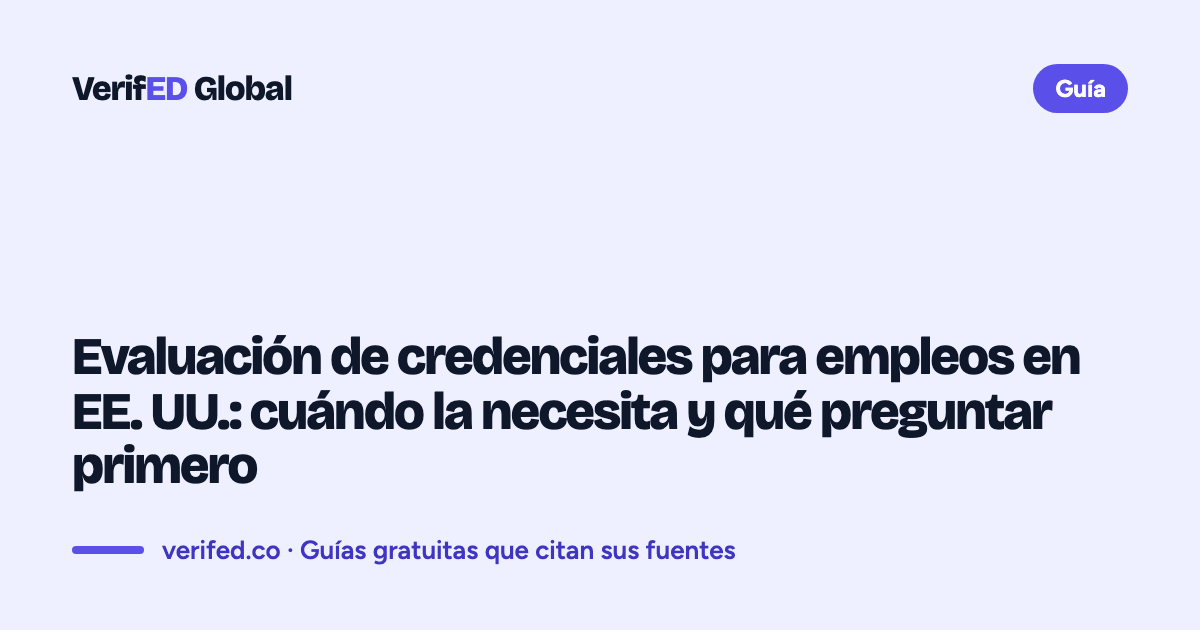 VerifED Global
Guía
Evaluación de credenciales para empleos en
EE. UU.: cuándo la necesita y qué preguntar
primero
verifed.co · Guías gratuitas que citan sus fuentes